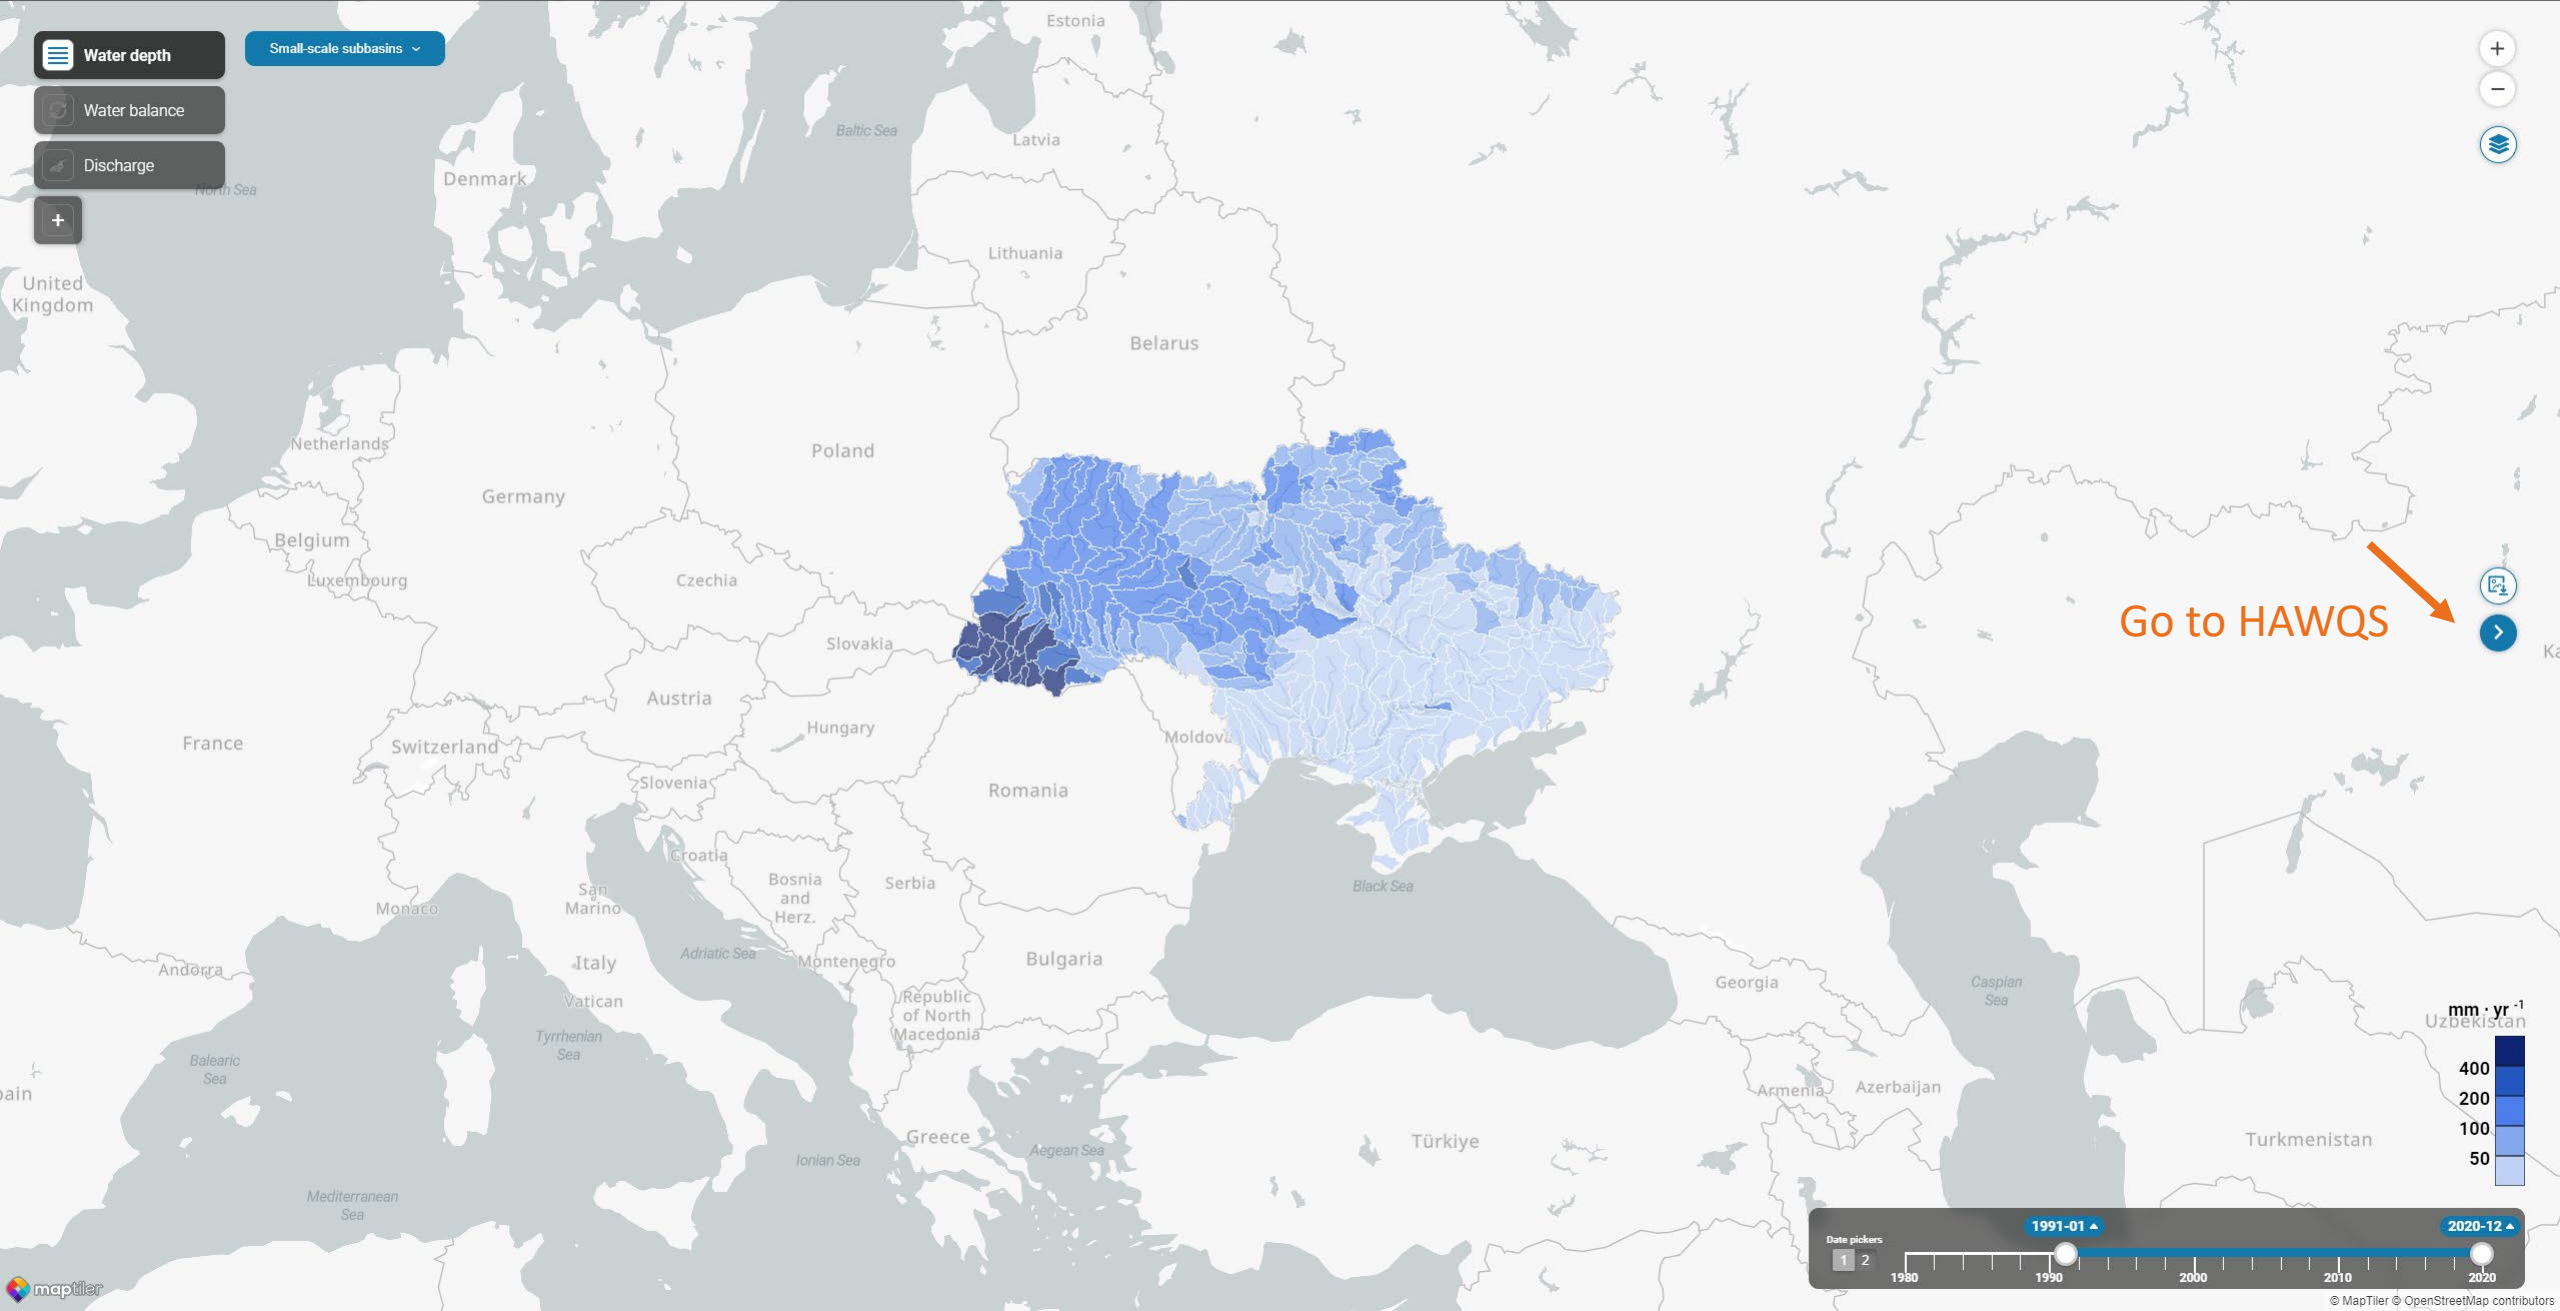 Water depth
Small-scale subbasins
Water balance
Discharge
+
+
−
Estonia
Baltic Sea
Latvia
Denmark
North Sea
Lithuania
United
Kingdom
Belarus
Netherlands
Poland
Germany
Belgium
Luxembourg
Czechia
Go to HAWQS
Slovakia
Austria
Hungary
Moldova
France
Switzerland
Slovenia
Romania
Croatia
Bosnia
and
Herz.
Serbia
Black Sea
San
Marino
Monaco
Adriatic Sea
Montenegro
Bulgaria
Andorra
Italy
Vatican
Georgia
Caspian
Sea
Republic
of North
Macedonia
mm · yr -1
Uzbekistan
Tyrrhenian
Sea
Balearic
Sea
400
200
100
50
Armenia
Azerbaijan
Greece
Aegean Sea
Türkiye
Turkmenistan
Ionian Sea
Mediterranean
Sea
1991-01
2020-12
Date pickers
1 2
1980 1990 2000 2010 2020
maptiler
© MapTiler © OpenStreetMap contributors